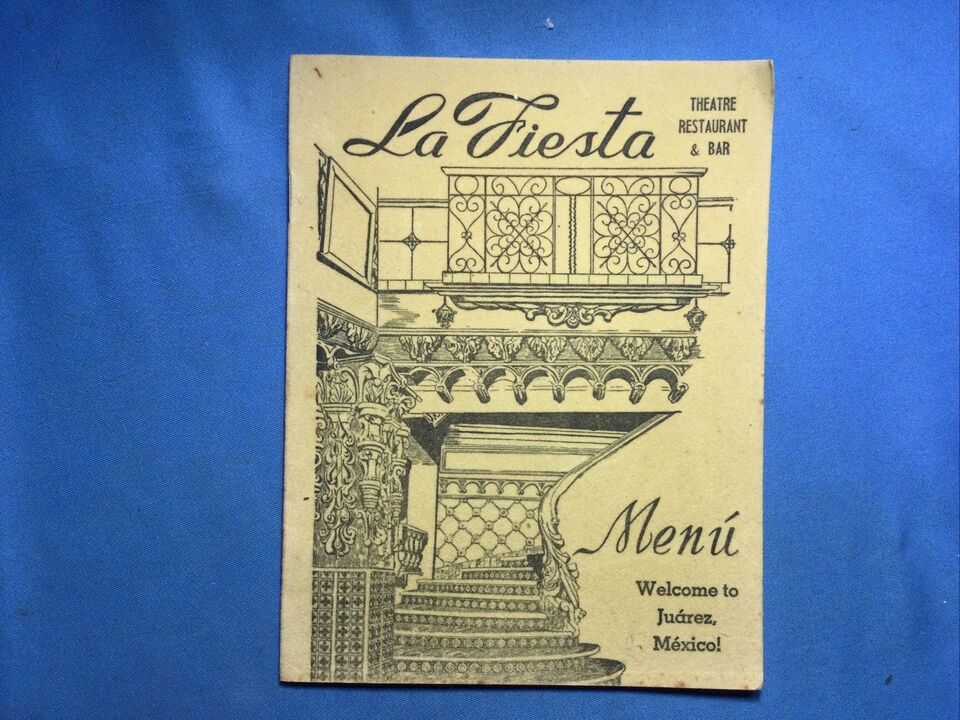 La Fiesta
THEATRE
RESTAURANT
& BAR
Menú
Welcome to
Juárez,
México!